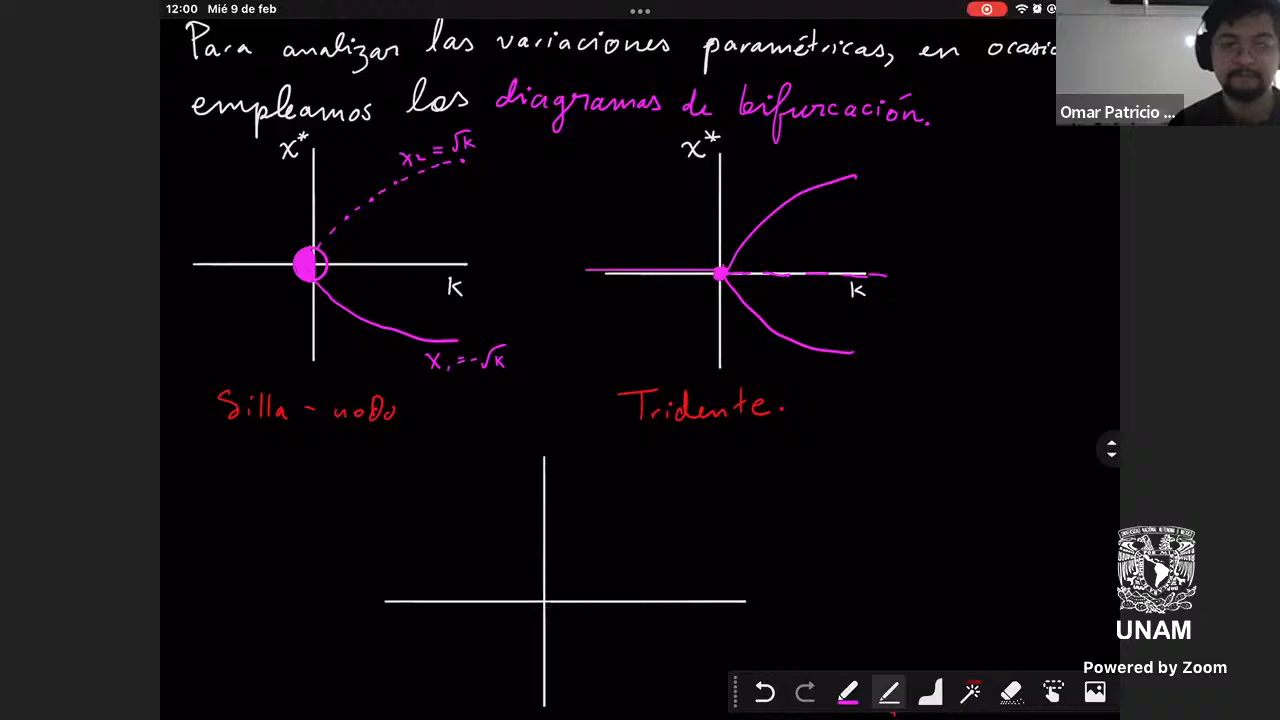 12:00 Mié 9 de feb
Para analizar las variaciones paramétricas, en ocasio
empleamos los diagramas de bifurcación.
Omar Patricio ...
x*
x2 = √k
k
x1 = -√k
x*
k
Silla - noDo
Tridente.
UNAM
Powered by Zoom